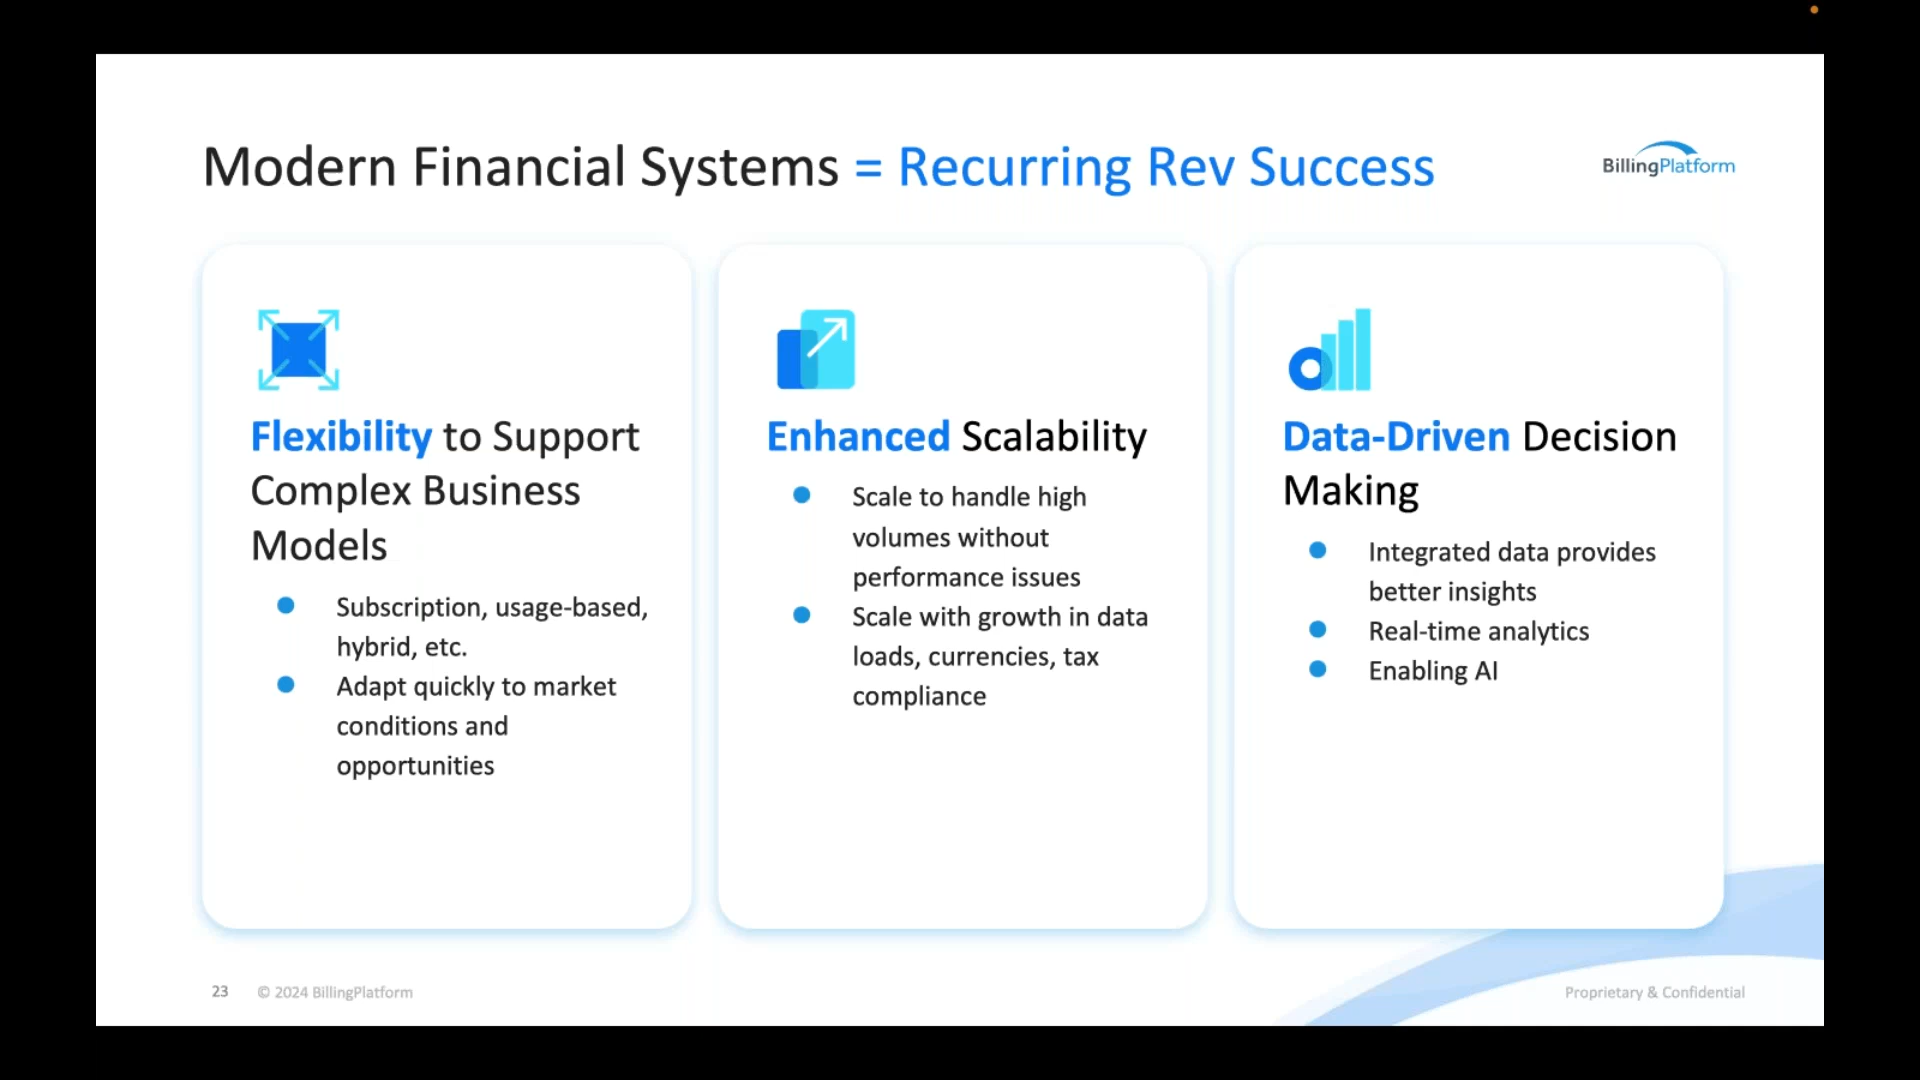 Modern Financial Systems = Recurring Rev Success
BillingPlatform
Flexibility to Support
Complex Business
Models
Subscription, usage-based,
hybrid, etc.
Adapt quickly to market
conditions and
opportunities
Enhanced Scalability
Scale to handle high
volumes without
performance issues
Scale with growth in data
loads, currencies, tax
compliance
Data-Driven Decision
Making
Integrated data provides
better insights
Real-time analytics
Enabling AI
23 © 2024 BillingPlatform
Proprietary & Confidential